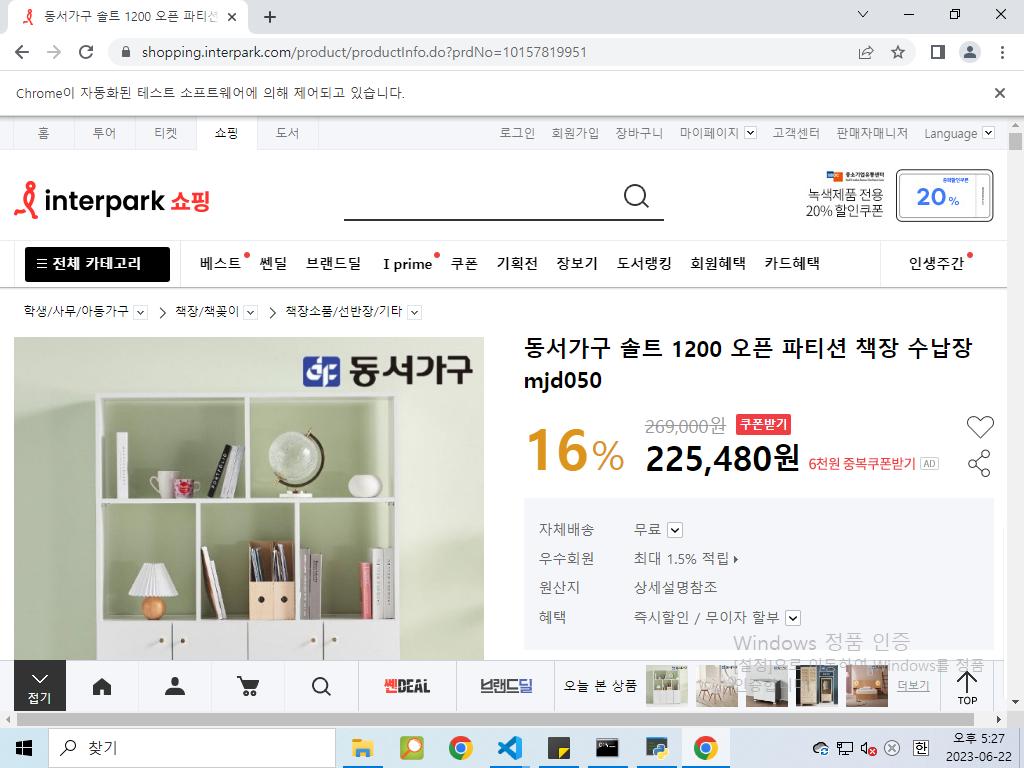 동서가구 솔트 1200 오픈 파티션
shopping.interpark.com/product/productInfo.do?prdNo=10157819951
Chrome이 자동화된 테스트 소프트웨어에 의해 제어되고 있습니다.
홈 투어 티켓 쇼핑 도서 로그인 회원가입 장바구니 마이페이지 고객센터 판매자매니저 Language
interpark 쇼핑
중소기업유통센터
녹색제품 전용
20% 할인쿠폰
중복할인쿠폰
20%
전체 카테고리 베스트 쎈딜 브랜드딜 I prime 쿠폰 기획전 장보기 도서랭킹 회원혜택 카드혜택 인생주간
학생/사무/아동가구 책장/책꽂이 책장소품/선반장/기타
동서가구
동서가구 솔트 1200 오픈 파티션 책장 수납장
mjd050
16%
269,000원 쿠폰받기
225,480원 6천원 중복쿠폰받기 AD
자체배송 무료
우수회원 최대 1.5% 적립
원산지 상세설명참조
혜택 즉시할인 / 무이자 할부
Windows 정품 인증
[설정]으로 이동하여 Windows를 정품
인증합니다.
접기 쎈DEAL 브랜드딜 오늘 본 상품 더보기 TOP
찾기
한
오후 5:27
2023-06-22